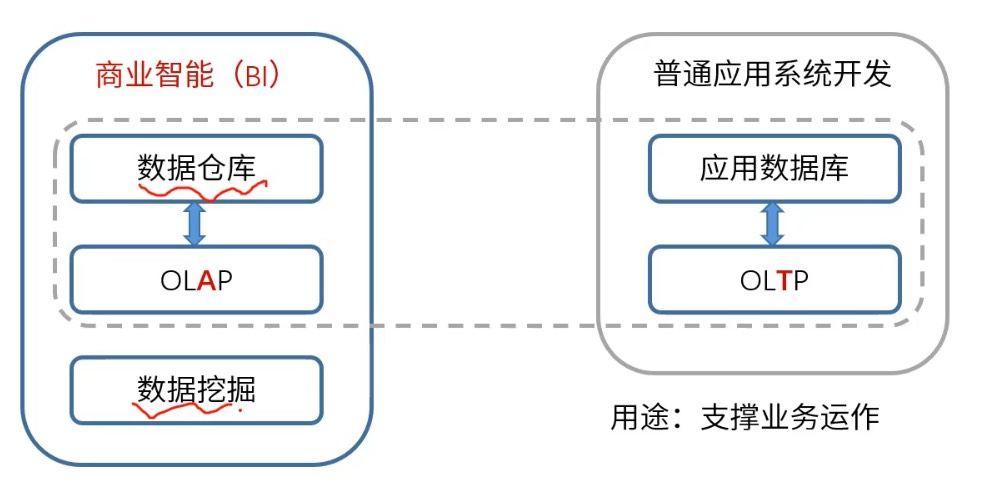 商业智能（BI）
数据仓库
OLAP
数据挖掘
普通应用系统开发
应用数据库
OLTP
用途：支撑业务运作